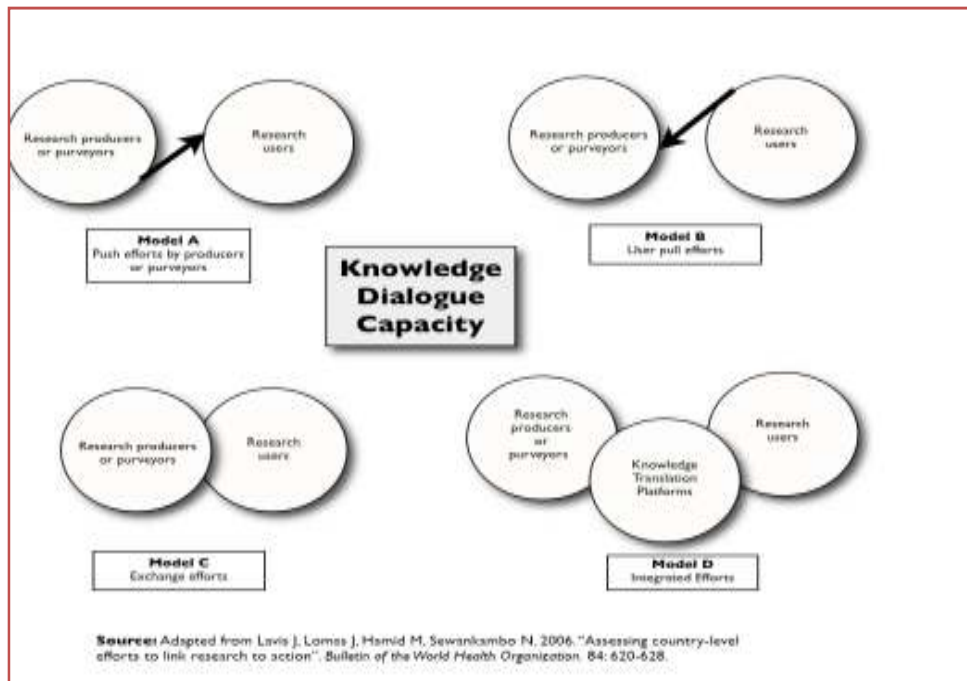 Research producers
or purveyors
Research
users
Model A
Push efforts by producers
or purveyors
Research producers
or purveyors
Research
users
Model B
User pull efforts
Knowledge
Dialogue
Capacity
Research producers
or purveyors
Research
users
Model C
Exchange efforts
Research
producers
or
purveyors
Knowledge
Translation
Platforms
Research
users
Model D
Integrated Efforts
Source: Adapted from Lavis J, Lomas J, Hamid M, Sewankambo N, 2006. "Assessing country-level
efforts to link research to action". Bulletin of the World Health Organization. 84: 620-628.